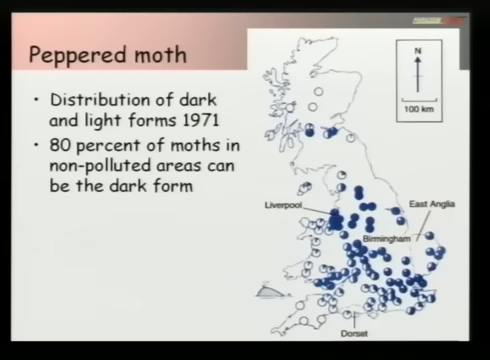 Peppered moth
• Distribution of dark
and light forms 1971
• 80 percent of moths in
non-polluted areas can
be the dark form
N
100 km
Liverpool
East Anglia
Birmingham
Dorset